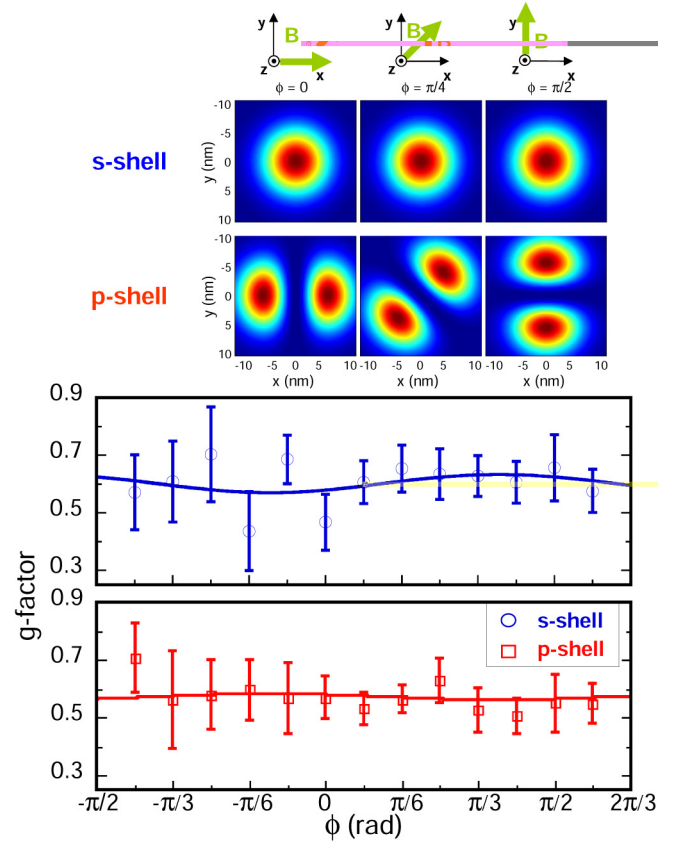 y y y
B B B
z x z x z x
ϕ = 0 ϕ = π/4 ϕ = π/2
s-shell
y (nm)
-10
-5
0
5
10
p-shell
y (nm)
-10
-5
0
5
10
-10 -5 0 5 10 -10 -5 0 5 10 -10 -5 0 5 10
x (nm) x (nm) x (nm)
g-factor
0.9
0.7
0.5
0.3
0.9
s-shell
p-shell
0.7
0.5
0.3
-π/2 -π/3 -π/6 0 π/6 π/3 π/2 2π/3
ϕ (rad)